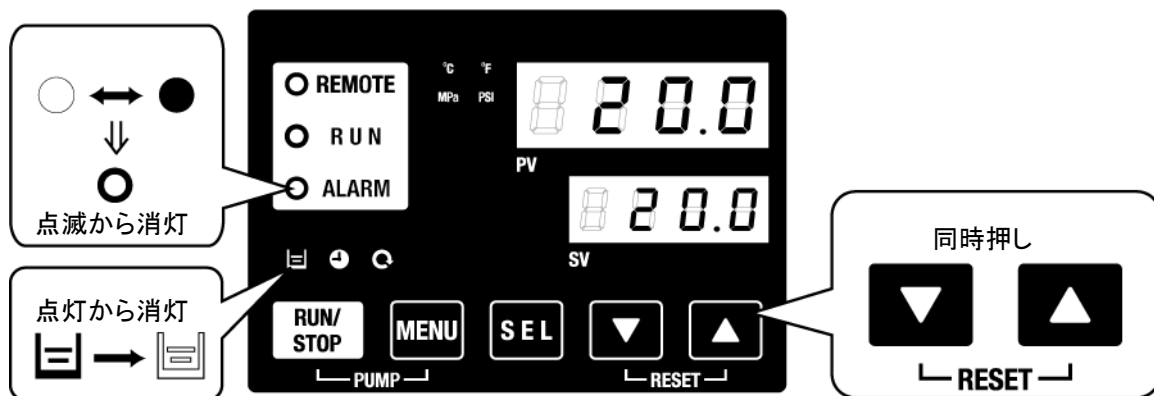 点滅から消灯
点灯から消灯
REMOTE
RUN
ALARM
°C °F
MPa PSI
20.0
PV
20.0
SV
RUN/
STOP
MENU
SEL
PUMP
RESET
同時押し
RESET